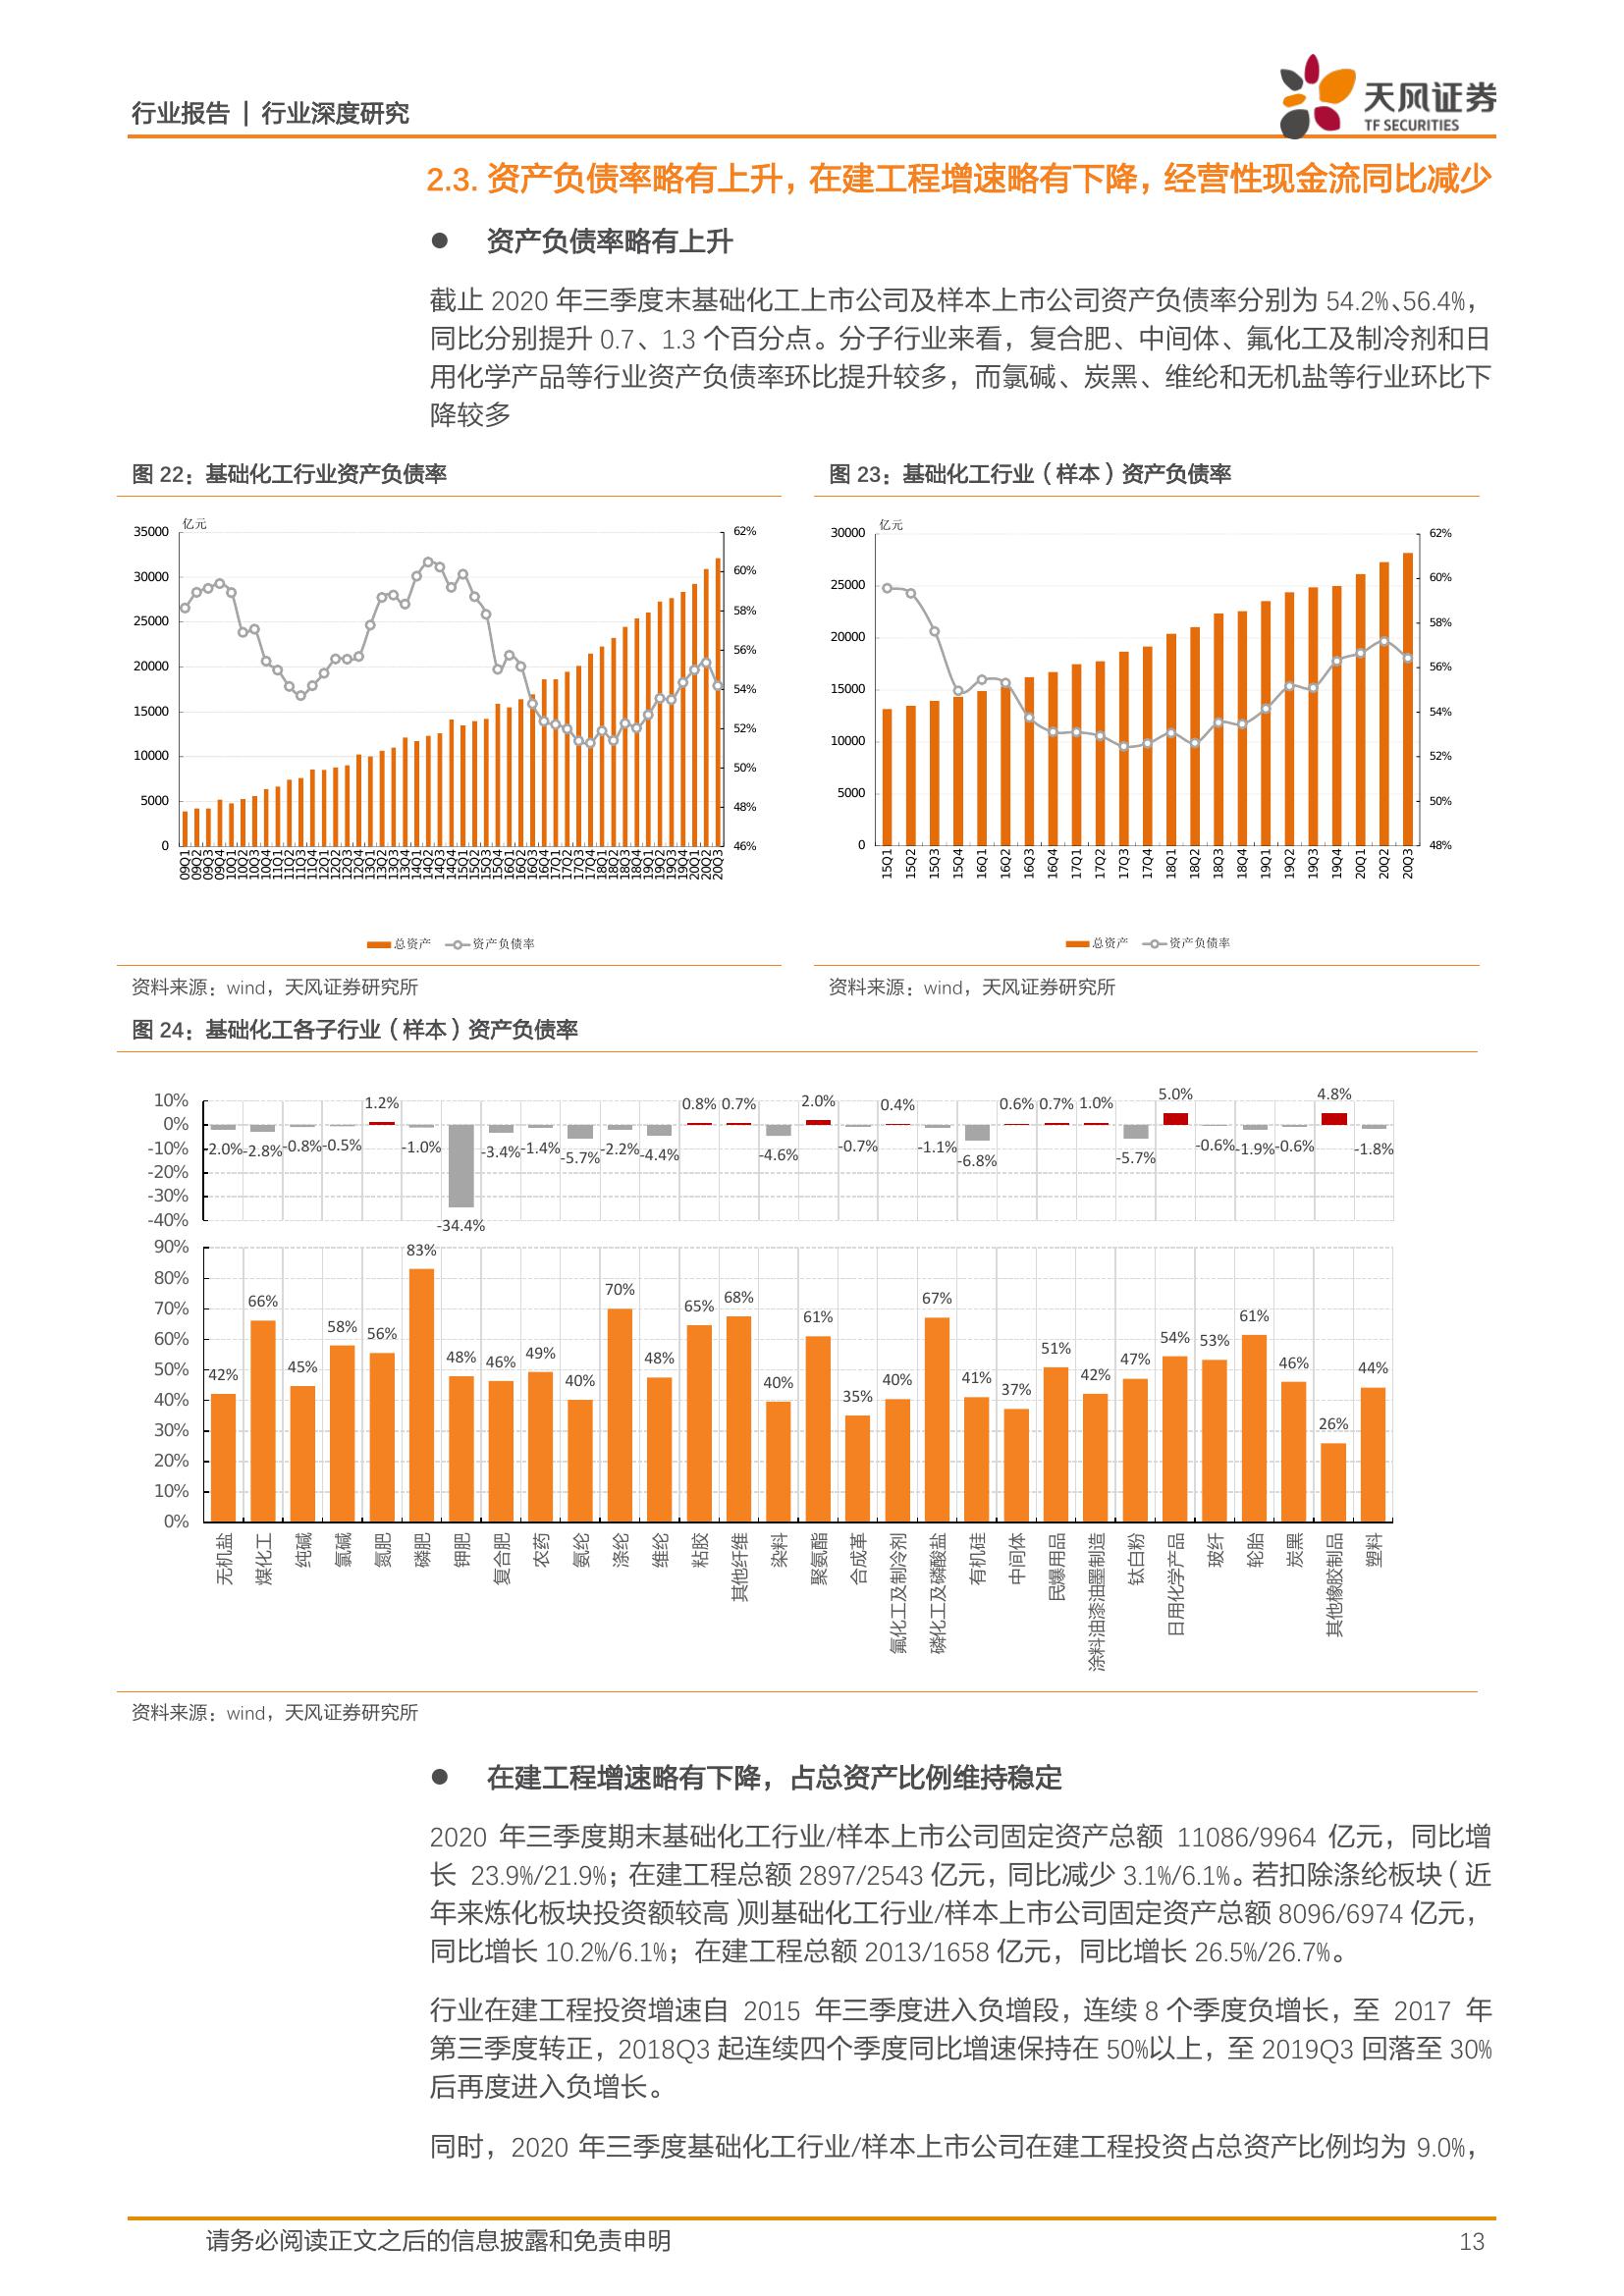 行业报告 | 行业深度研究
天风证券
TF SECURITIES
2.3. 资产负债率略有上升，在建工程增速略有下降，经营性现金流同比减少
● 资产负债率略有上升
截止 2020 年三季度末基础化工上市公司及样本上市公司资产负债率分别为 54.2%、56.4%，
同比分别提升 0.7、1.3 个百分点。分子行业来看，复合肥、中间体、氟化工及制冷剂和日
用化学产品等行业资产负债率环比提升较多，而氯碱、炭黑、维纶和无机盐等行业环比下
降较多
图 22：基础化工行业资产负债率
亿元
35000
30000
25000
20000
15000
10000
5000
0
62%
60%
58%
56%
54%
52%
50%
48%
46%
09Q1 09Q2 09Q3 09Q4 10Q1 10Q2 10Q3 10Q4 11Q1 11Q2 11Q3 11Q4 12Q1 12Q2 12Q3 12Q4 13Q1 13Q2 13Q3 13Q4 14Q1 14Q2 14Q3 14Q4 15Q1 15Q2 15Q3 15Q4 16Q1 16Q2 16Q3 16Q4 17Q1 17Q2 17Q3 17Q4 18Q1 18Q2 18Q3 18Q4 19Q1 19Q2 19Q3 19Q4 20Q1 20Q2 20Q3
总资产 资产负债率
资料来源：wind，天风证券研究所
图 23：基础化工行业（样本）资产负债率
亿元
30000
25000
20000
15000
10000
5000
0
62%
60%
58%
56%
54%
52%
50%
48%
15Q1 15Q2 15Q3 15Q4 16Q1 16Q2 16Q3 16Q4 17Q1 17Q2 17Q3 17Q4 18Q1 18Q2 18Q3 18Q4 19Q1 19Q2 19Q3 19Q4 20Q1 20Q2 20Q3
总资产 资产负债率
资料来源：wind，天风证券研究所
图 24：基础化工各子行业（样本）资产负债率
10%
0%
-10%
-20%
-30%
-40%
-2.0% -2.8% -0.8% -0.5% 1.2% -1.0% -34.4% -3.4% -1.4% -5.7% -2.2% -4.4% 0.8% 0.7% -4.6% 2.0% -0.7% 0.4% -1.1% -6.8% 0.6% 0.7% 1.0% -5.7% 5.0% -0.6% -1.9% -0.6% 4.8% -1.8%
90%
80%
70%
60%
50%
40%
30%
20%
10%
0%
42% 66% 45% 58% 56% 83% 48% 46% 49% 40% 70% 48% 65% 68% 40% 61% 35% 40% 67% 41% 37% 51% 42% 47% 54% 53% 61% 46% 26% 44%
无机盐 煤化工 纯碱 氯碱 氮肥 磷肥 钾肥 复合肥 农药 氨纶 涤纶 维纶 粘胶 其他纤维 染料 聚氨酯 合成革 氟化工及制冷剂 磷化工及磷酸盐 有机硅 中间体 民爆用品 涂料油漆油墨制造 钛白粉 日用化学产品 玻纤 轮胎 炭黑 其他橡胶制品 塑料
资料来源：wind，天风证券研究所
● 在建工程增速略有下降，占总资产比例维持稳定
2020 年三季度期末基础化工行业/样本上市公司固定资产总额 11086/9964 亿元，同比增
长 23.9%/21.9%；在建工程总额 2897/2543 亿元，同比减少 3.1%/6.1%。若扣除涤纶板块（近
年来炼化板块投资额较高）则基础化工行业/样本上市公司固定资产总额 8096/6974 亿元，
同比增长 10.2%/6.1%；在建工程总额 2013/1658 亿元，同比增长 26.5%/26.7%。
行业在建工程投资增速自 2015 年三季度进入负增段，连续 8 个季度负增长，至 2017 年
第三季度转正，2018Q3 起连续四个季度同比增速保持在 50%以上，至 2019Q3 回落至 30%
后再度进入负增长。
同时，2020 年三季度基础化工行业/样本上市公司在建工程投资占总资产比例均为 9.0%，
请务必阅读正文之后的信息披露和免责申明
13